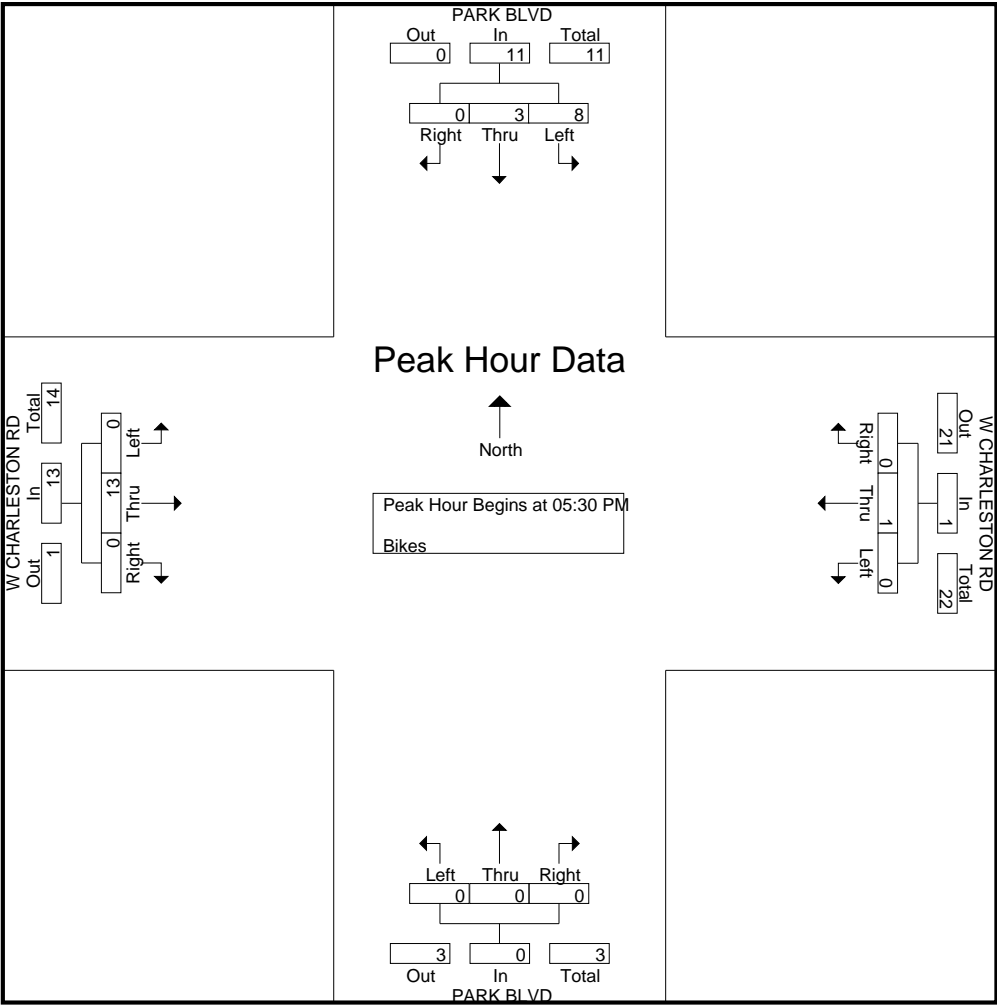 PARK BLVD
Out In Total
0 11 11
0 3 8
Right Thru Left
Peak Hour Data
North
Peak Hour Begins at 05:30 PM
Bikes
W CHARLESTON RD
Total In Out
14 13 1
0 13 0
Left Thru Right
W CHARLESTON RD
Out In Total
21 1 22
0 1 0
Right Thru Left
Left Thru Right
0 0 0
3 0 3
Out In Total
PARK BLVD